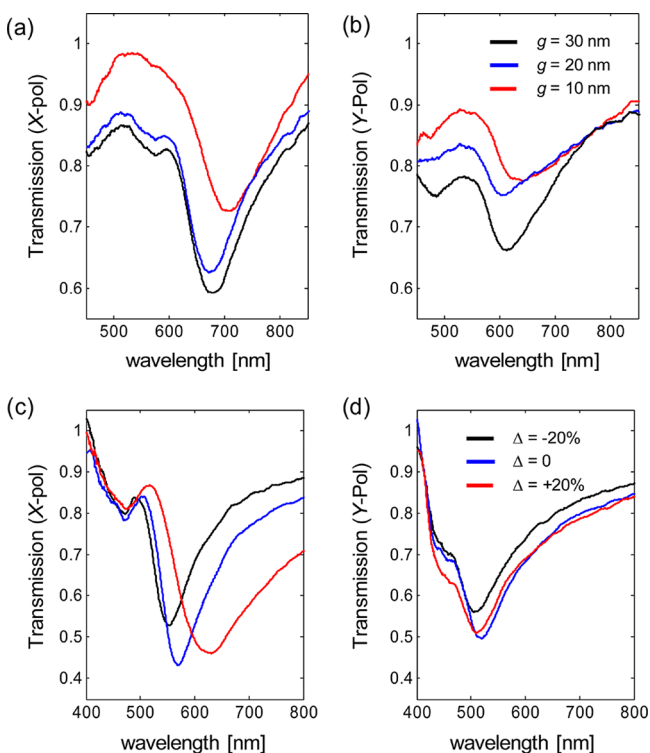 (a)
Transmission (X-pol)
1
0.9
0.8
0.7
0.6
500 600 700 800
wavelength [nm]
(b)
Transmission (Y-Pol)
1
0.9
0.8
0.7
0.6
g = 30 nm
g = 20 nm
g = 10 nm
500 600 700 800
wavelength [nm]
(c)
Transmission (X-pol)
1
0.9
0.8
0.7
0.6
0.5
0.4
400 500 600 700 800
wavelength [nm]
(d)
Transmission (Y-Pol)
1
0.9
0.8
0.7
0.6
0.5
0.4
Δ = -20%
Δ = 0
Δ = +20%
400 500 600 700 800
wavelength [nm]